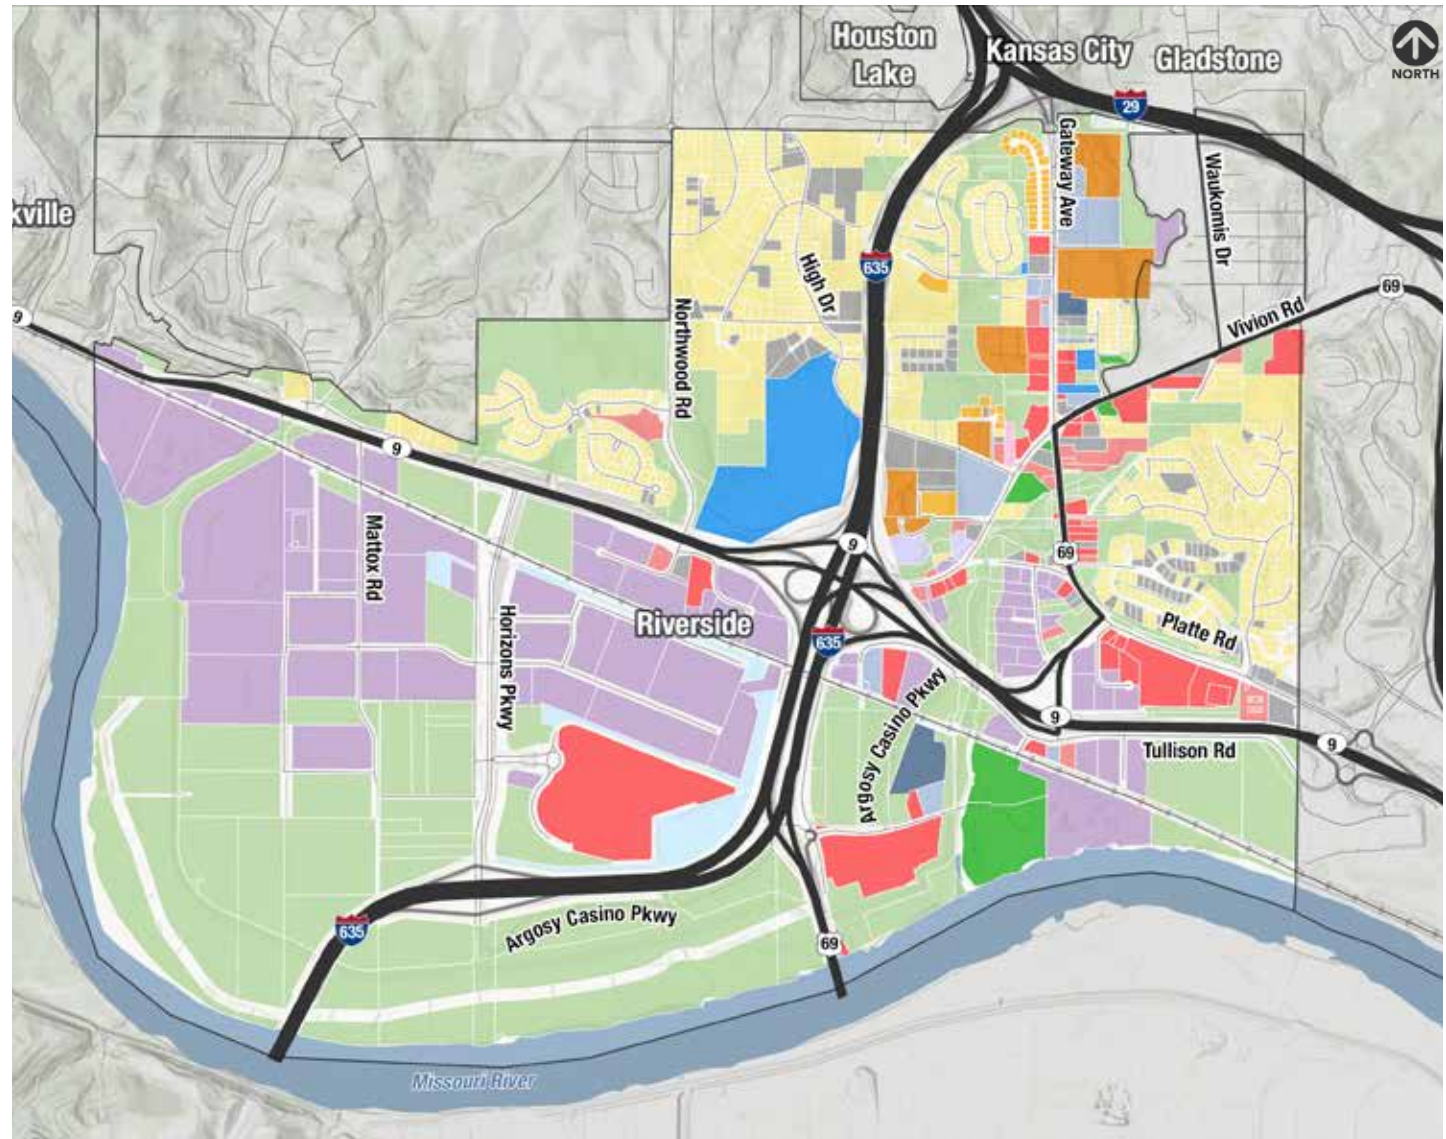 Houston
Lake
Kansas City
Gladstone
NORTH
29
Gateway Ave
Waukomis Dr
kville
635
High Dr
69
Northwood Rd
Vivion Rd
9
9
Mattox Rd
9
69
Horizons Pkwy
Riverside
635
Platte Rd
Argosy Casino Pkwy
9
9
Tullison Rd
635
Argosy Casino Pkwy
69
Missouri River